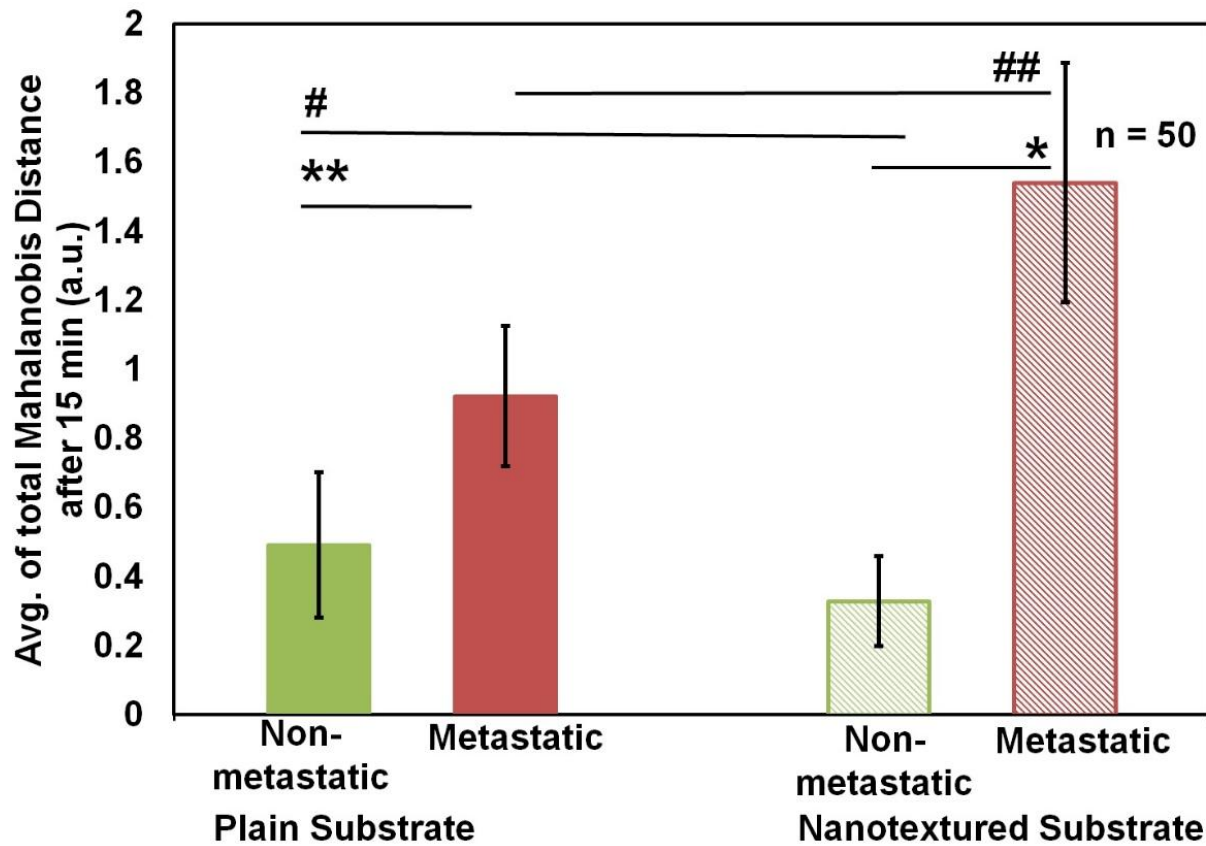 Avg. of total Mahalanobis Distance
after 15 min (a.u.)
2
1.8
1.6
1.4
1.2
1
0.8
0.6
0.4
0.2
0
##
#
n = 50
*
**
Non-
metastatic
Metastatic
Non-
metastatic
Metastatic
Plain Substrate
Nanotextured Substrate